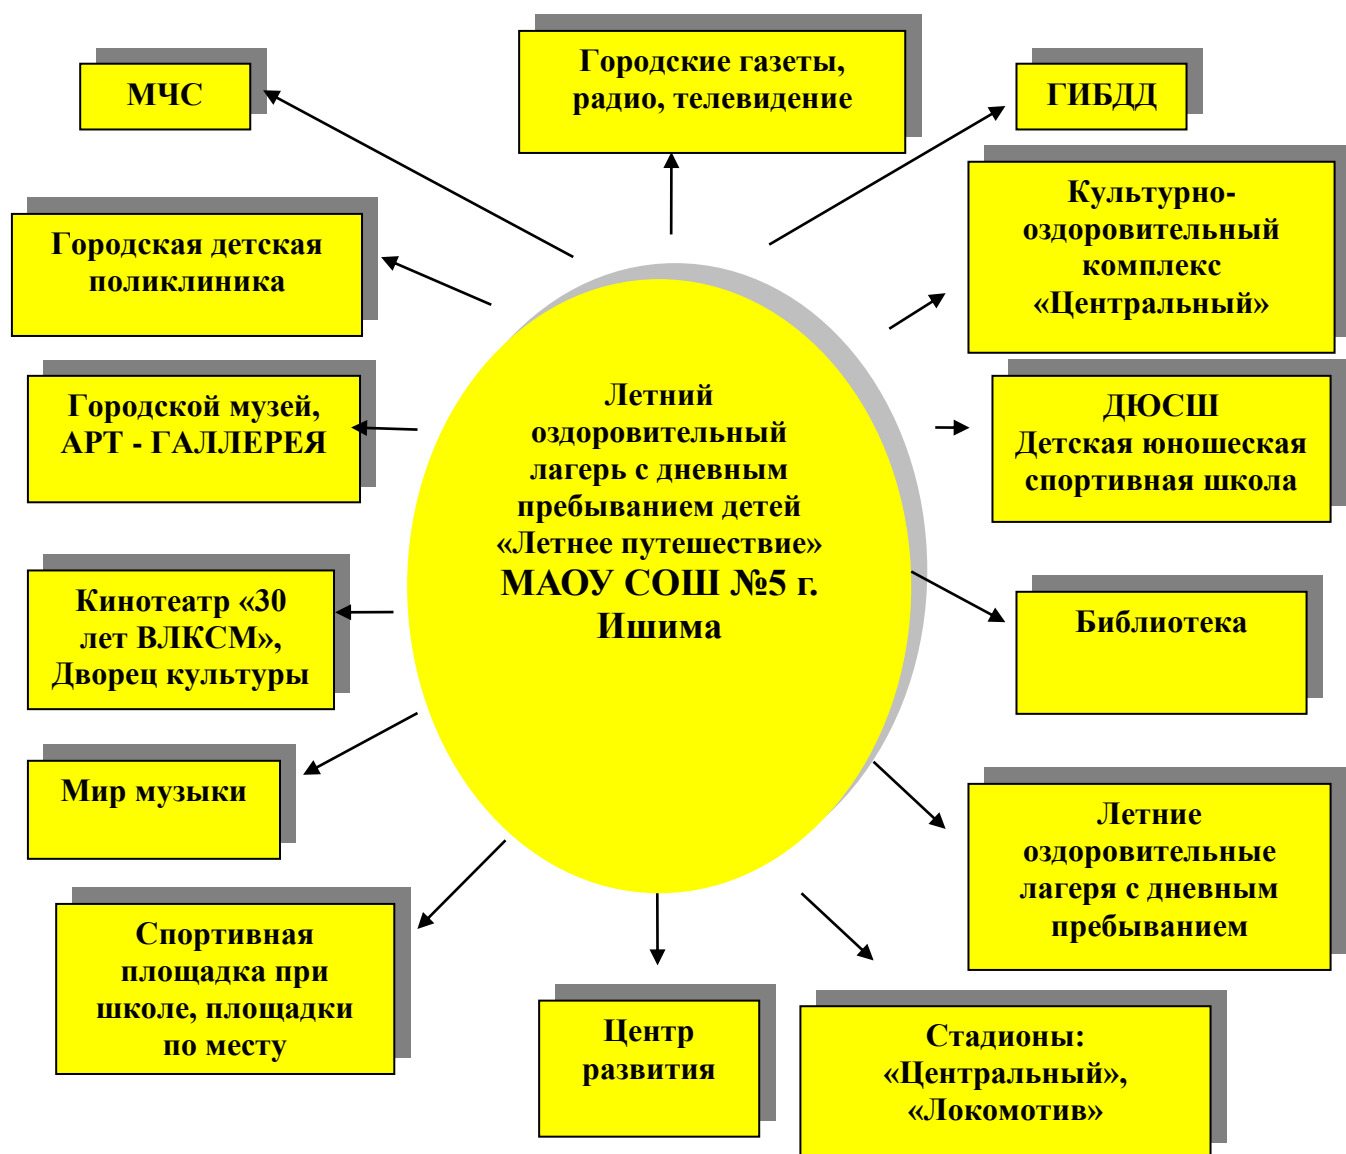 МЧС
Городские газеты,
радио, телевидение
ГИБДД
Культурно-
оздоровительный
комплекс
«Центральный»
Городская детская
поликлиника
Городской музей,
АРТ - ГАЛЛЕРЕЯ
Летний
оздоровительный
лагерь с дневным
пребыванием детей
«Летнее путешествие»
МАОУ СОШ №5 г.
Ишима
ДЮСШ
Детская юношеская
спортивная школа
Кинотеатр «30
лет ВЛКСМ»,
Дворец культуры
Библиотека
Мир музыки
Летние
оздоровительные
лагеря с дневным
пребыванием
Спортивная
площадка при
школе, площадки
по месту
Центр
развития
Стадионы:
«Центральный»,
«Локомотив»